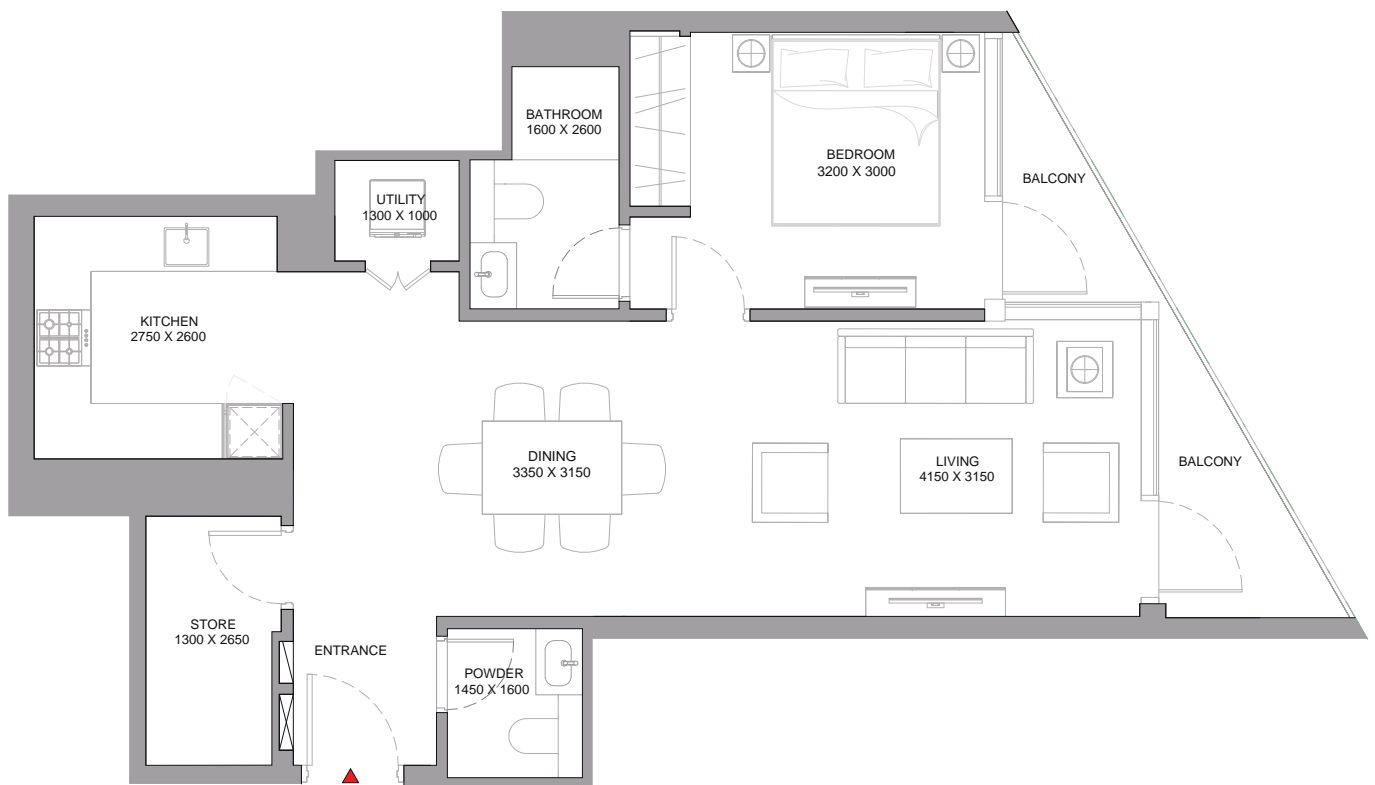 BATHROOM
1600 X 2600
BEDROOM
3200 X 3000
BALCONY
UTILITY
1300 X 1000
KITCHEN
2750 X 2600
DINING
3350 X 3150
LIVING
4150 X 3150
BALCONY
STORE
1300 X 2650
ENTRANCE
POWDER
1450 X 1600